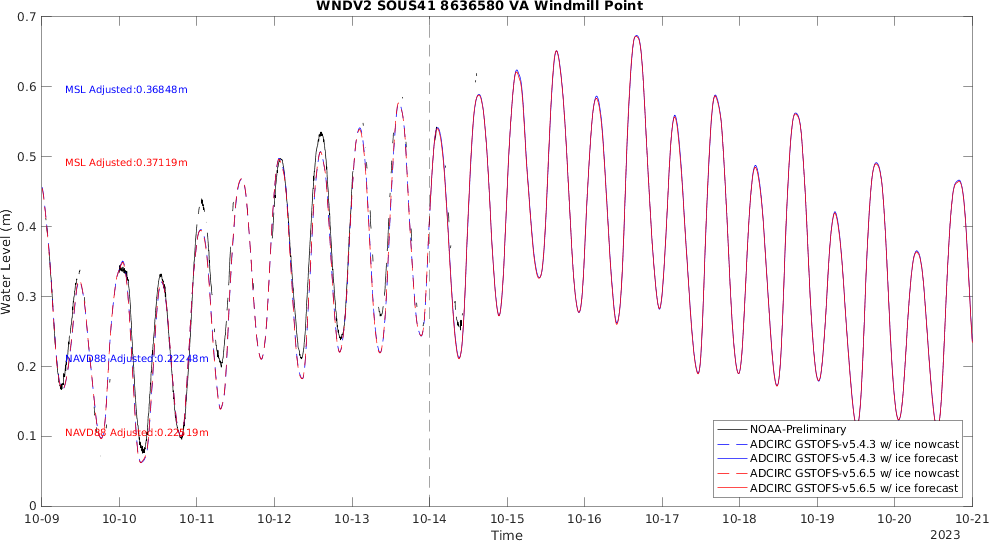 WNDV2 SOUS41 8636580 VA Windmill Point
0.7
0.6
0.5
0.4
0.3
0.2
0.1
0
Water Level (m)
MSL Adjusted:0.36848m
MSL Adjusted:0.37119m
NAVD88 Adjusted:0.22248m
NAVD88 Adjusted:0.22519m
NOAA-Preliminary
ADCIRC GSTOFS-v5.4.3 w/ ice nowcast
ADCIRC GSTOFS-v5.4.3 w/ ice forecast
ADCIRC GSTOFS-v5.6.5 w/ ice nowcast
ADCIRC GSTOFS-v5.6.5 w/ ice forecast
10-09 10-10 10-11 10-12 10-13 10-14 10-15 10-16 10-17 10-18 10-19 10-20 10-21
Time 2023